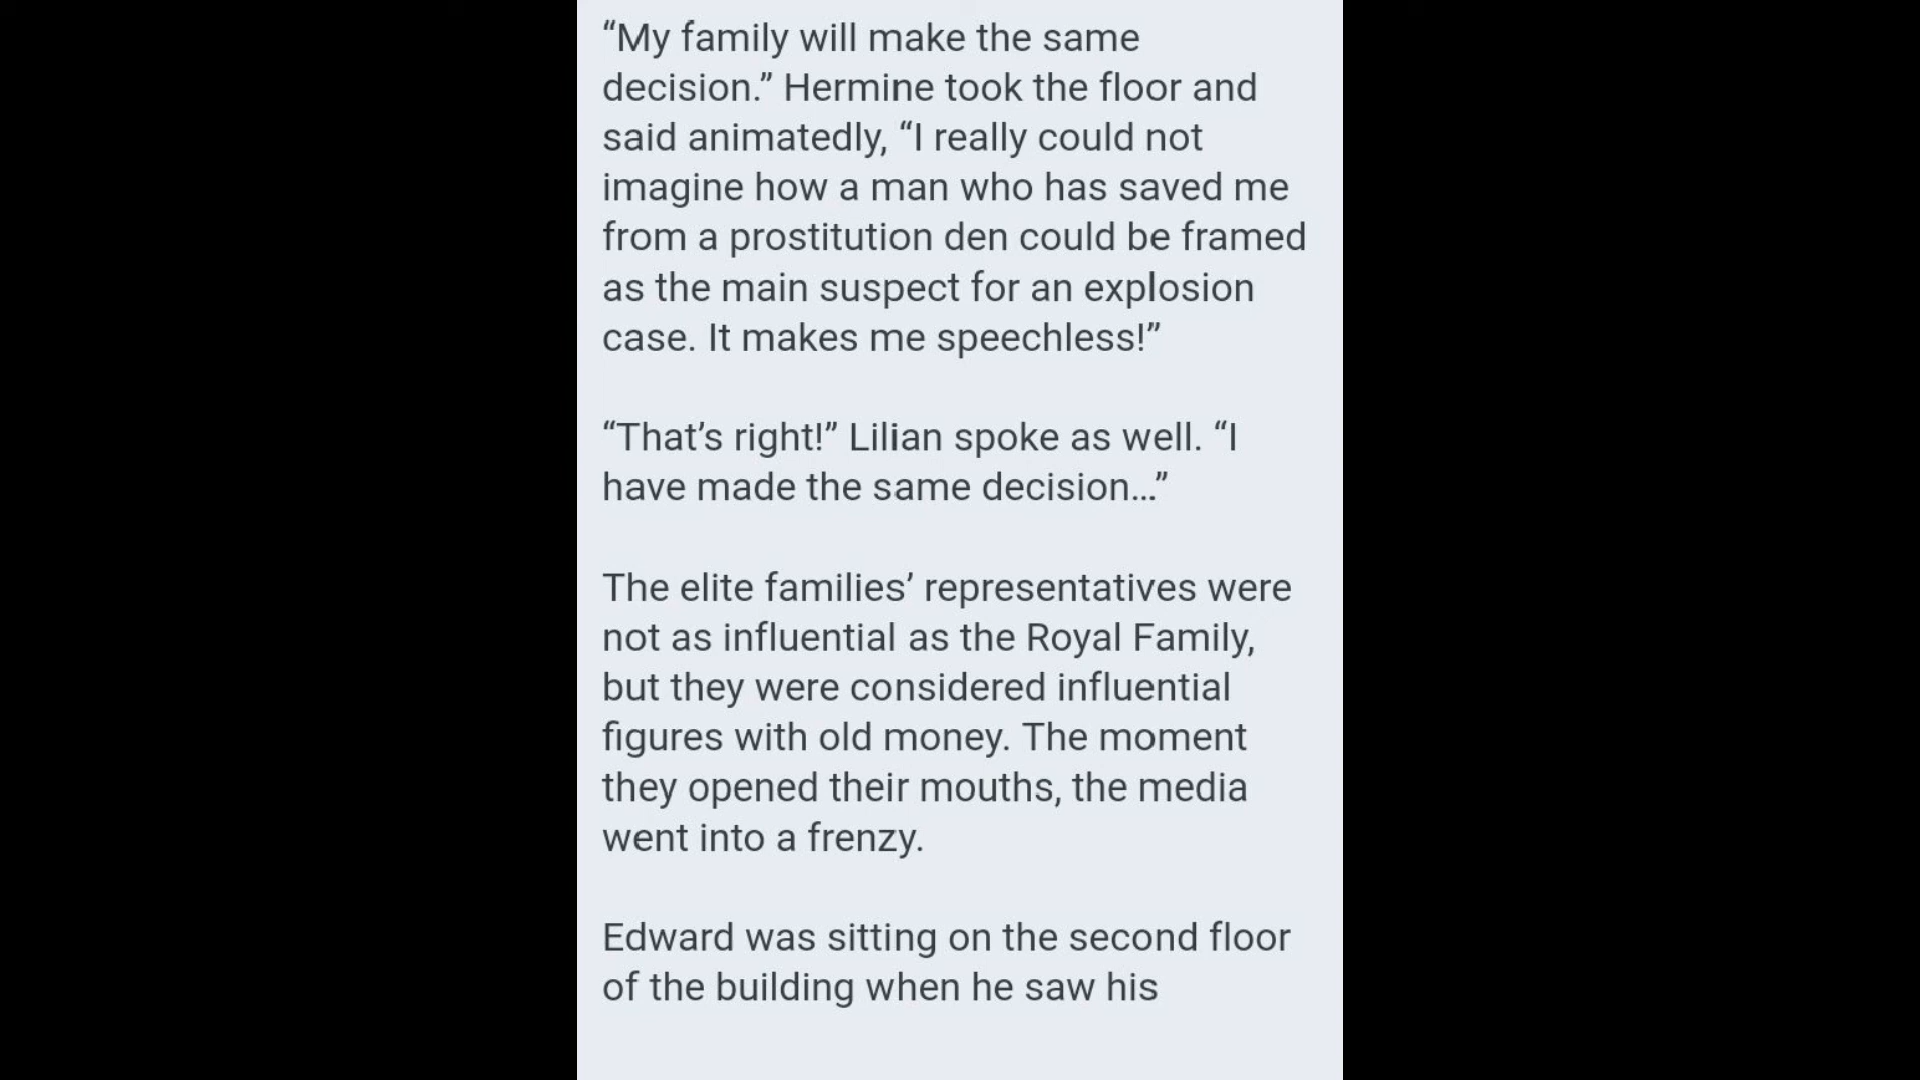 “My family will make the same
decision.” Hermine took the floor and
said animatedly, “I really could not
imagine how a man who has saved me
from a prostitution den could be framed
as the main suspect for an explosion
case. It makes me speechless!”
“That’s right!” Lilian spoke as well. “I
have made the same decision…”
The elite families’ representatives were
not as influential as the Royal Family,
but they were considered influential
figures with old money. The moment
they opened their mouths, the media
went into a frenzy.
Edward was sitting on the second floor
of the building when he saw his